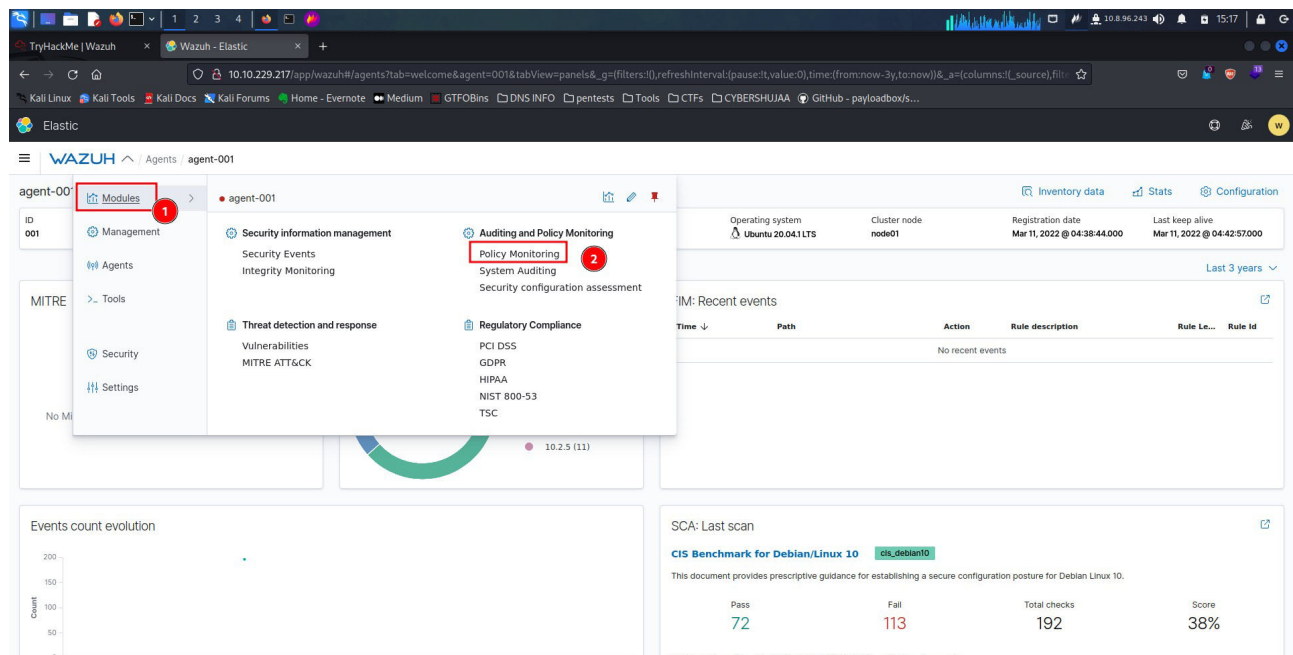 1 2 3 4 10.8.96.243 15:17
TryHackMe | Wazuh × Wazuh - Elastic × +
10.10.229.217/app/wazuh#/agents?tab=welcome&agent=001&tabView=panels&_g=(filters:!(),refreshInterval:(pause:!t,value:0),time:(from:now-3y,to:now))&_a=(columns:!(_source),filt 13
Kali Linux Kali Tools Kali Docs Kali Forums Home - Evernote Medium GTFOBins DNS INFO pentests Tools CTFs CYBERSHUJAA GitHub - payloadbox/s...
Elastic W
WAZUH / Agents / agent-001
agent-00 Inventory data Stats Configuration
ID
001
Operating system
Ubuntu 20.04.1 LTS
Cluster node
node01
Registration date
Mar 11, 2022 @ 04:38:44.000
Last keep alive
Mar 11, 2022 @ 04:42:57.000
Last 3 years
Modules
1
Management
Agents
>_ Tools
Security
Settings
agent-001
Security information management
Security Events
Integrity Monitoring
Auditing and Policy Monitoring
Policy Monitoring
2
System Auditing
Security configuration assessment
Threat detection and response
Vulnerabilities
MITRE ATT&CK
Regulatory Compliance
PCI DSS
GDPR
HIPAA
NIST 800-53
TSC
MITRE
No Mi
10.2.5 (11)
FIM: Recent events
Time Path Action Rule description Rule Le... Rule Id
No recent events
Events count evolution
Count
200
150
100
50
SCA: Last scan
CIS Benchmark for Debian/Linux 10 cis_debian10
This document provides prescriptive guidance for establishing a secure configuration posture for Debian Linux 10.
Pass Fail Total checks Score
72 113 192 38%